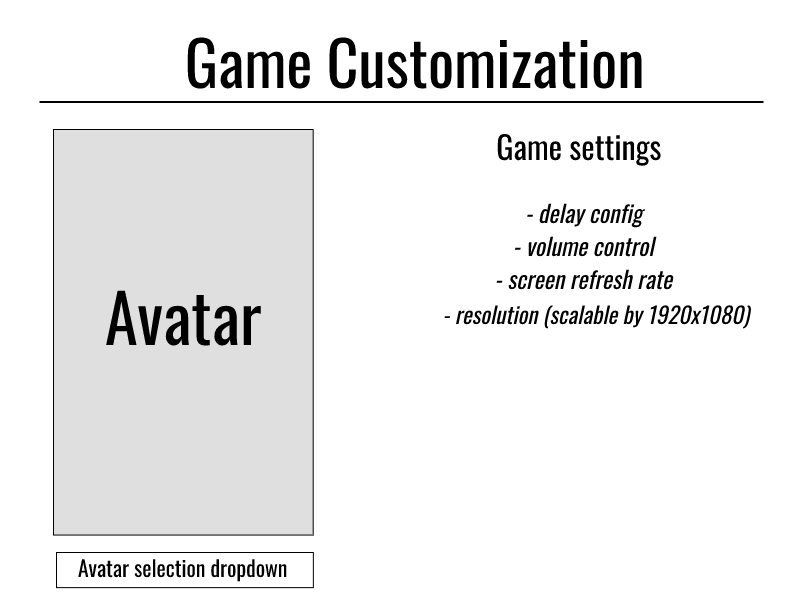 Game Customization
Avatar
Avatar selection dropdown
Game settings
- delay config
- volume control
- screen refresh rate
- resolution (scalable by 1920x1080)